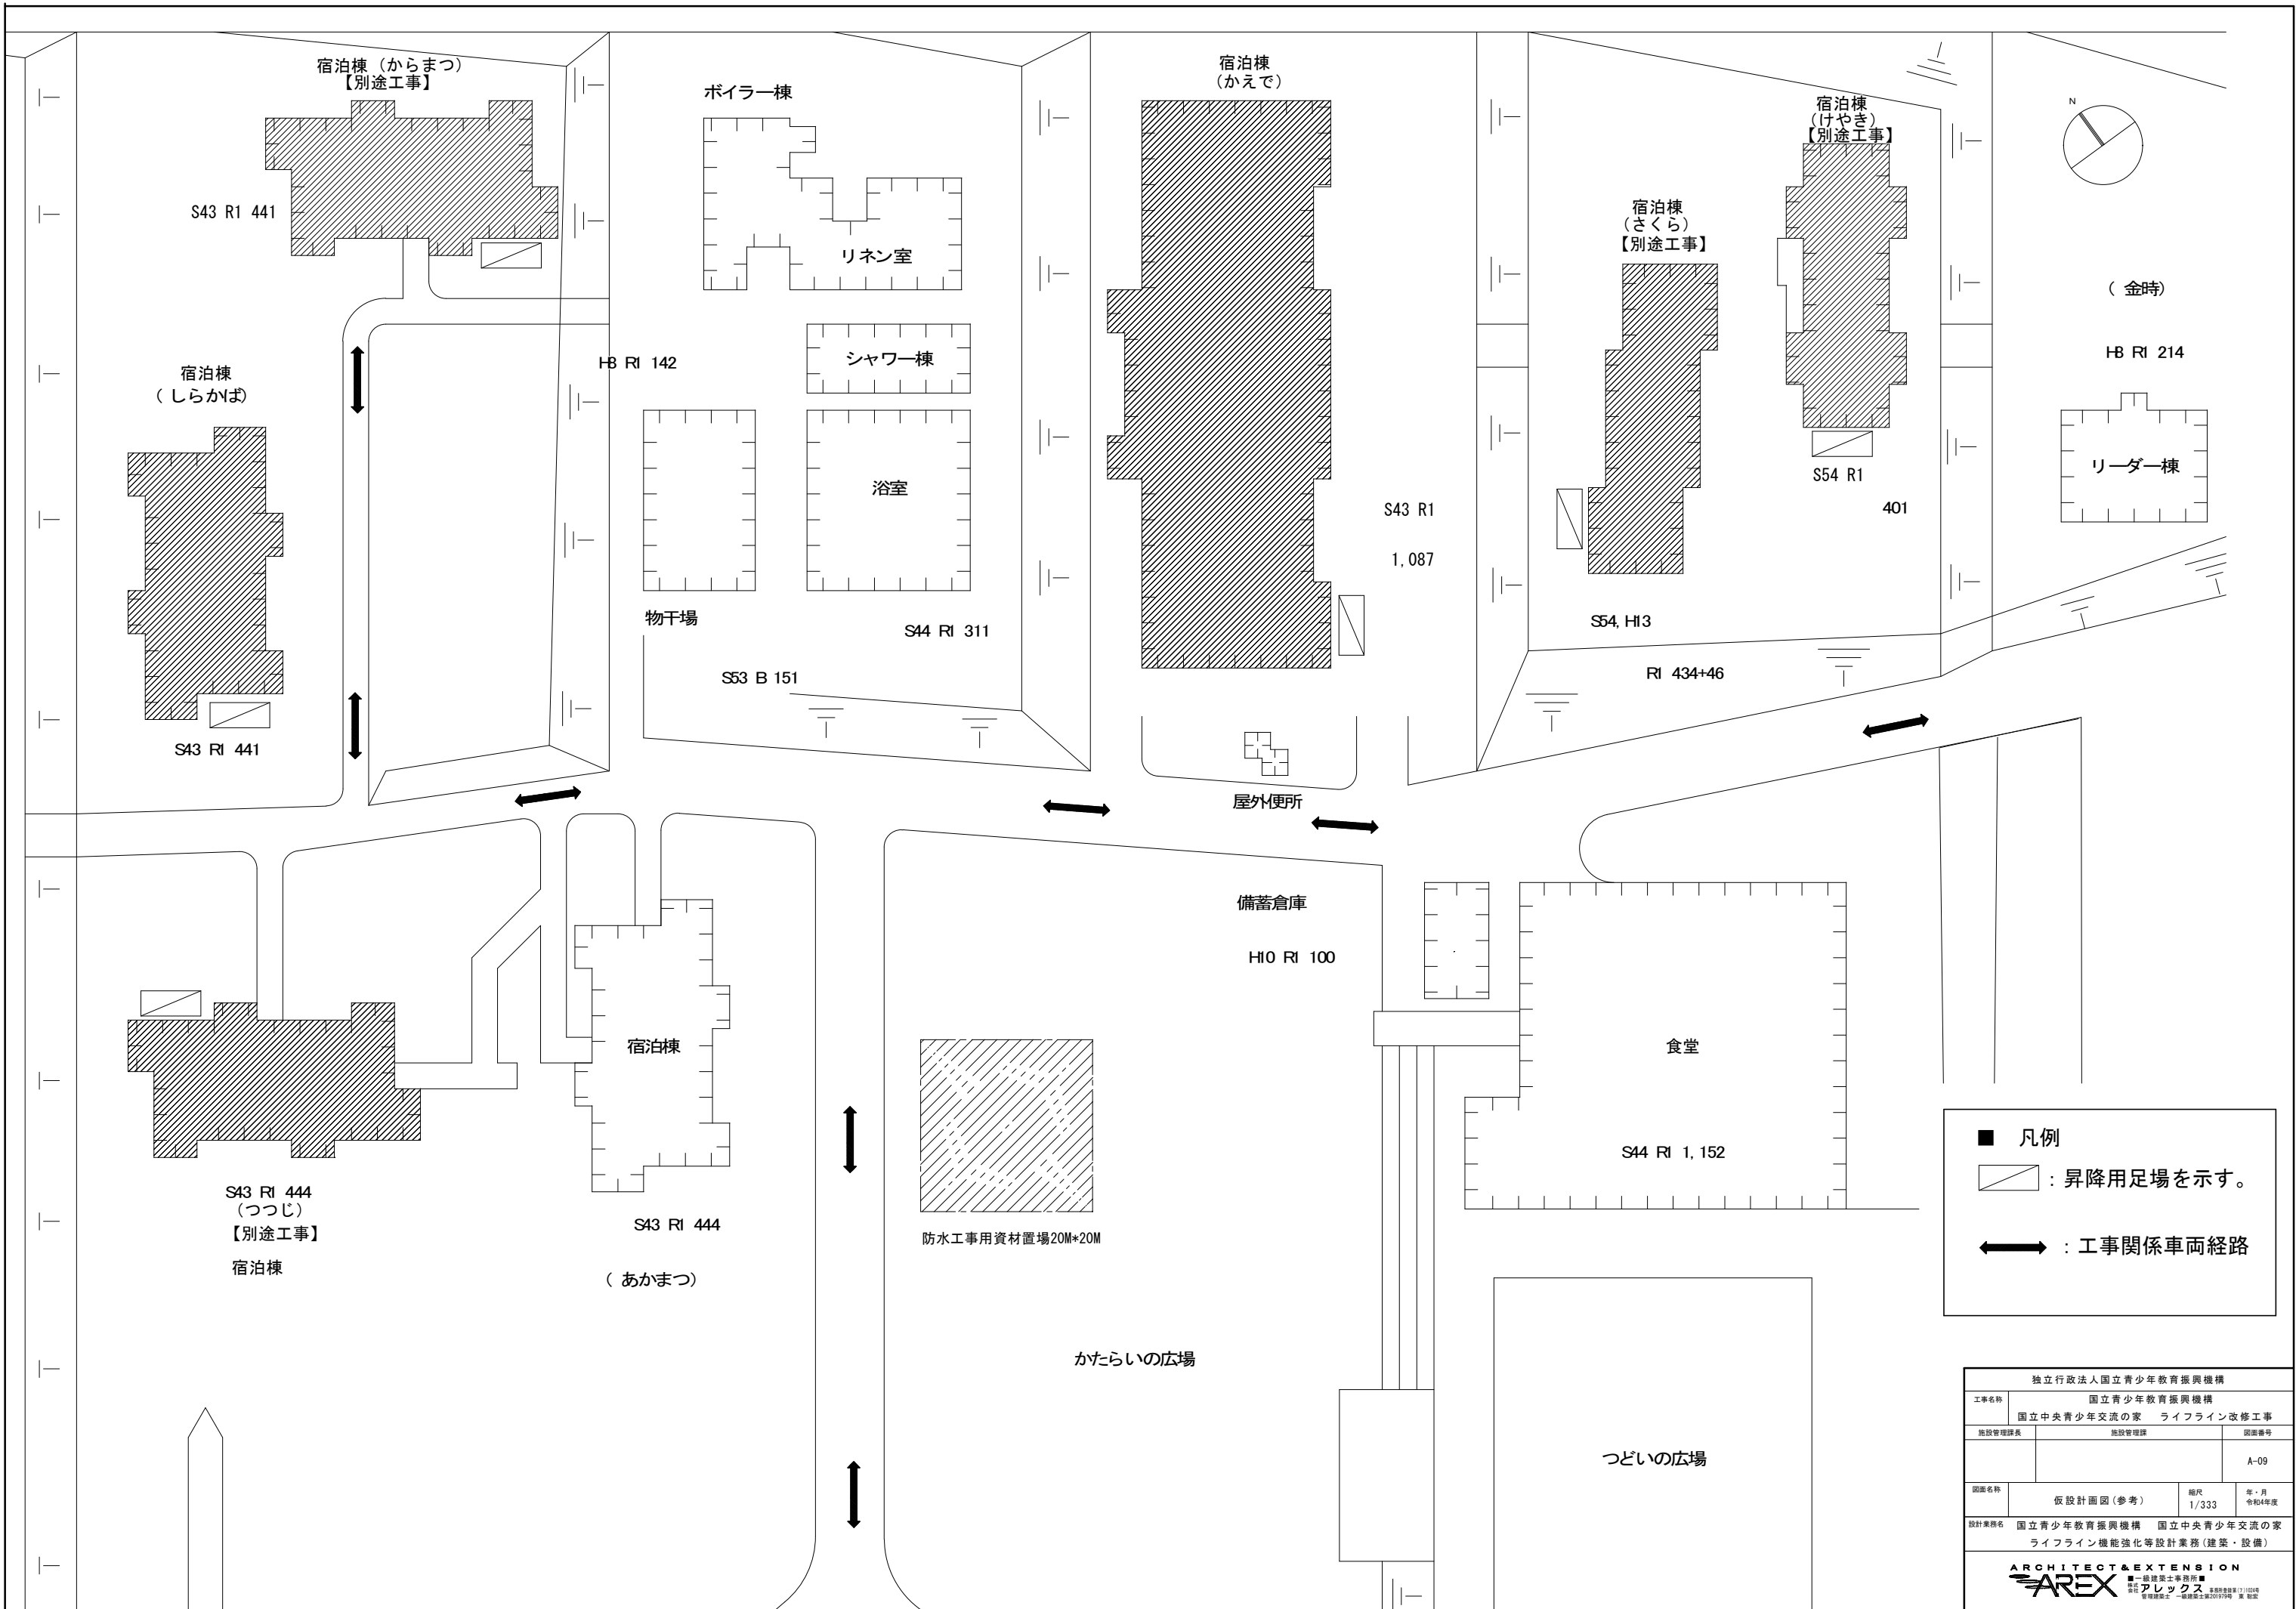 宿泊棟（からまつ）
【別途工事】
S43 R1 441
ボイラー棟
リネン室
H8 R1 142
シャワー棟
浴室
物干場
S44 R1 311
S53 B 151
宿泊棟
（かえで）
S43 R1
1,087
宿泊棟
（さくら）
【別途工事】
S54,H13
R1 434+46
宿泊棟
（けやき）
【別途工事】
S54 R1
401
N
（ 金時）
H8 R1 214
リーダー棟
宿泊棟
（ しらかば）
S43 R1 441
屋外便所
備蓄倉庫
H10 R1 100
食堂
S44 R1 1,152
宿泊棟
S43 R1 444
（ あかまつ）
S43 R1 444
（つつじ）
【別途工事】
宿泊棟
防水工事用資材置場20M*20M
かたらいの広場
つどいの広場
■ 凡例
：昇降用足場を示す。
：工事関係車両経路
独立行政法人国立青少年教育振興機構
工事名称
国立青少年教育振興機構
国立中央青少年交流の家 ライフライン改修工事
施設管理課長
施設管理課
図面番号
A-09
図面名称
仮設計画図(参考)
縮尺
1/333
年・月
令和4年度
設計業務名
国立青少年教育振興機構 国立中央青少年交流の家
ライフライン機能強化等設計業務(建築・設備)
ARCHITECT&EXTENSION
AREX
■一級建築士事務所■
株式会社 アレックス